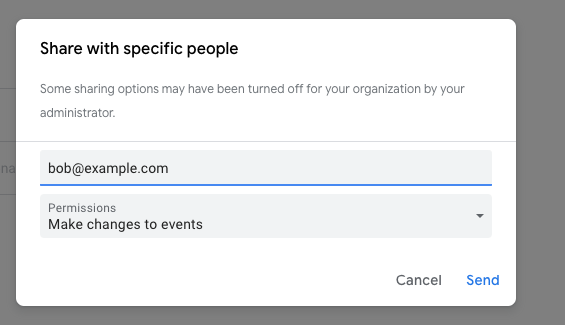 Share with specific people
Some sharing options may have been turned off for your organization by your
administrator.
na
bob@example.com
Permissions
Make changes to events
Cancel
Send